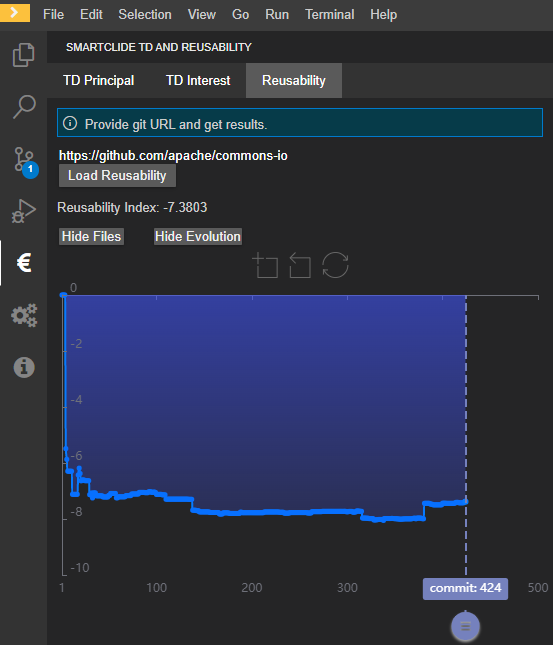 File Edit Selection View Go Run Terminal Help
SMARTCLIDE TD AND REUSABILITY
TD Principal TD Interest Reusability
Provide git URL and get results.
https://github.com/apache/commons-io
Load Reusability
1
Reusability Index: -7.3803
Hide Files Hide Evolution
0
-2
-4
-6
-8
-10
1 100 200 300 commit: 424 500